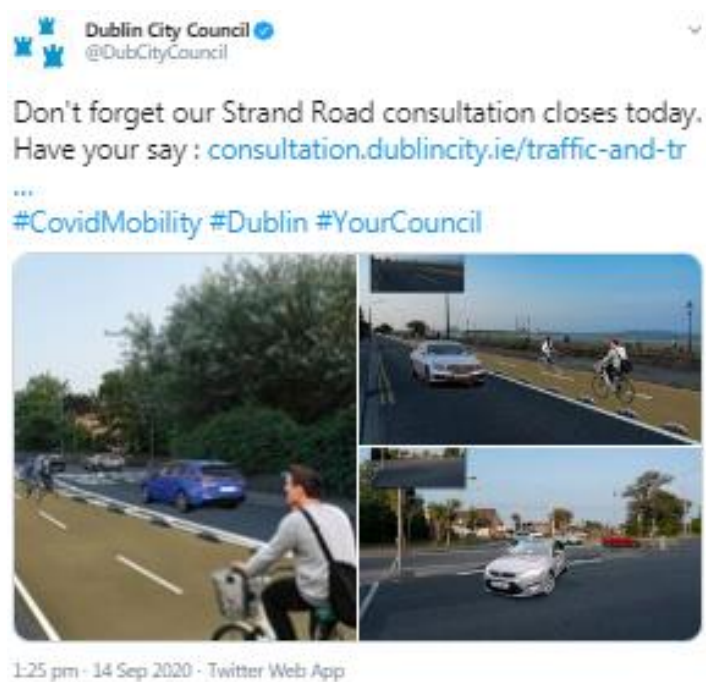 Dublin City Council
@DubCityCouncil
Don't forget our Strand Road consultation closes today.
Have your say : consultation.dublincity.ie/traffic-and-tr
...
#CovidMobility #Dublin #YourCouncil
1:25 pm · 14 Sep 2020 · Twitter Web App